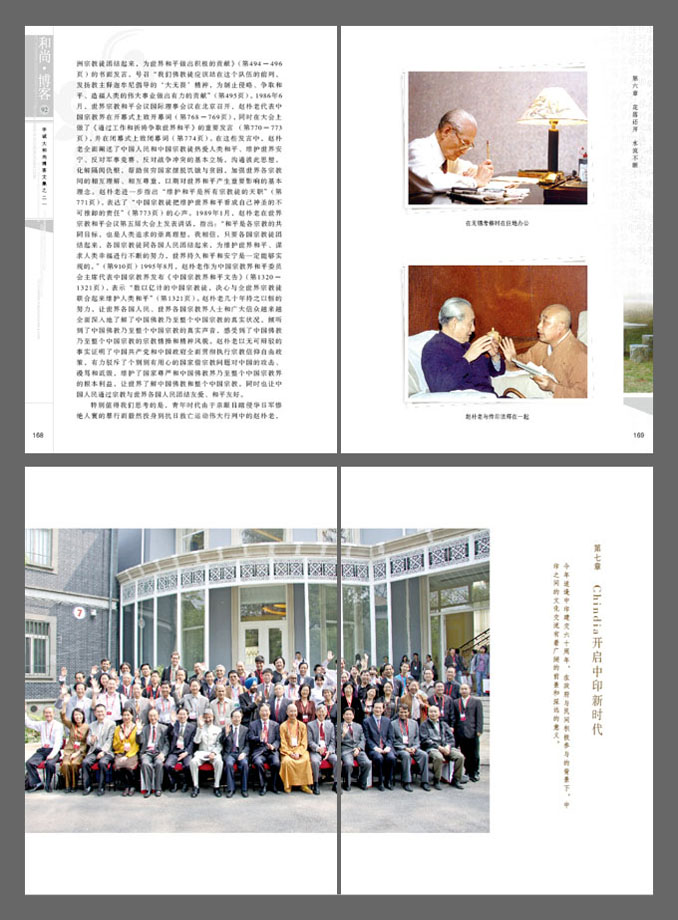 和尚·博客
92
学诚大和尚博客文集之二
洲宗教徒团结起来，为世界和平做出积极的贡献》(第494－496
页)的书面发言，号召“我们佛教徒应该站在这个队伍的前列，
发扬教主释迦牟尼倡导的‘大无畏’精神，为制止侵略、争取和
平、造福人类的伟大事业做出有力的贡献”(第495页)。1986年6
月，世界宗教和平会议国际理事会议在北京召开，赵朴老代表中
国宗教界在开幕式上致开幕词(第768－769页)，同时在大会上
做了《通过工作和祈祷争取世界和平》的重要发言 (第770－773
页)，并在闭幕式上致闭幕词(第774页)。在这些发言中，赵朴
老全面阐述了中国人民和中国宗教徒热爱人类和平、维护世界安
宁、反对军事竞赛、反对战争冲突的基本立场。沟通彼此思想，
化解隔阂仇恨，帮助贫穷国家摆脱饥饿与贫困，加强世界各宗教
间的相互理解、相互尊重，以期对世界和平产生重要影响的基本
理念。赵朴老进一步指出“维护和平是所有宗教徒的天职”(第
771页)，表达了“中国宗教徒把维护世界和平看成自己神圣的不
可推卸的责任”(第773页)的心声。1989年1月，赵朴老在世界
宗教和平会议第五届大会上发表讲话，指出：“和平是各宗教的共
同目标，也是人类追求的崇高理想。我相信，只要各国宗教徒团
结起来，各国宗教徒同各国人民团结起来，为维护世界和平、谋
求人类幸福进行不断的努力，世界持久和平和安宁是一定能够实
现的。”(第910页) 1995年8月，赵朴老作为中国宗教界和平委员
会主席代表中国宗教界发布《中国宗教界和平文告》(第1320－
1321页)，表示“数以亿计的中国宗教徒，决心与全世界宗教徒
联合起来维护人类和平”(第1321页)。赵朴老几十年持之以恒的
努力，让世界各国人民、世界各国宗教界人士和广大信众越来越
全面深入地了解了中国佛教乃至整个中国宗教的真实状况，倾听
到了中国佛教乃至整个中国宗教的真实声音，感受到了中国佛教
乃至整个中国宗教的宗教情操和精神风貌。赵朴老以无可辩驳的
事实证明了中国共产党和中国政府全面贯彻执行宗教信仰自由政
策，有力驳斥了个别别有用心的国家借宗教问题对中国的攻击、
谩骂和诋毁，维护了国家尊严和中国佛教界乃至整个中国宗教界
的根本利益，让世界了解中国佛教和整个中国宗教，同时也让中
国人民通过宗教与世界各国人民团结友爱、和平友好。
特别值得我们思考的是，青年时代由于亲眼目睹侵华日军惨
绝人寰的暴行而毅然投身到抗日救亡运动伟大行列中的赵朴老，
168
第六章 花落还开 水流不断
在无锡考察时在驻地办公
赵朴老与惟贤法师在一起
169
7
第七章 Chindia开启中印新时代
今年适逢中印建交六十周年，在政府与民间积极参与的背景下，中
印之间的文化交流有着广阔的前景和深远的意义。